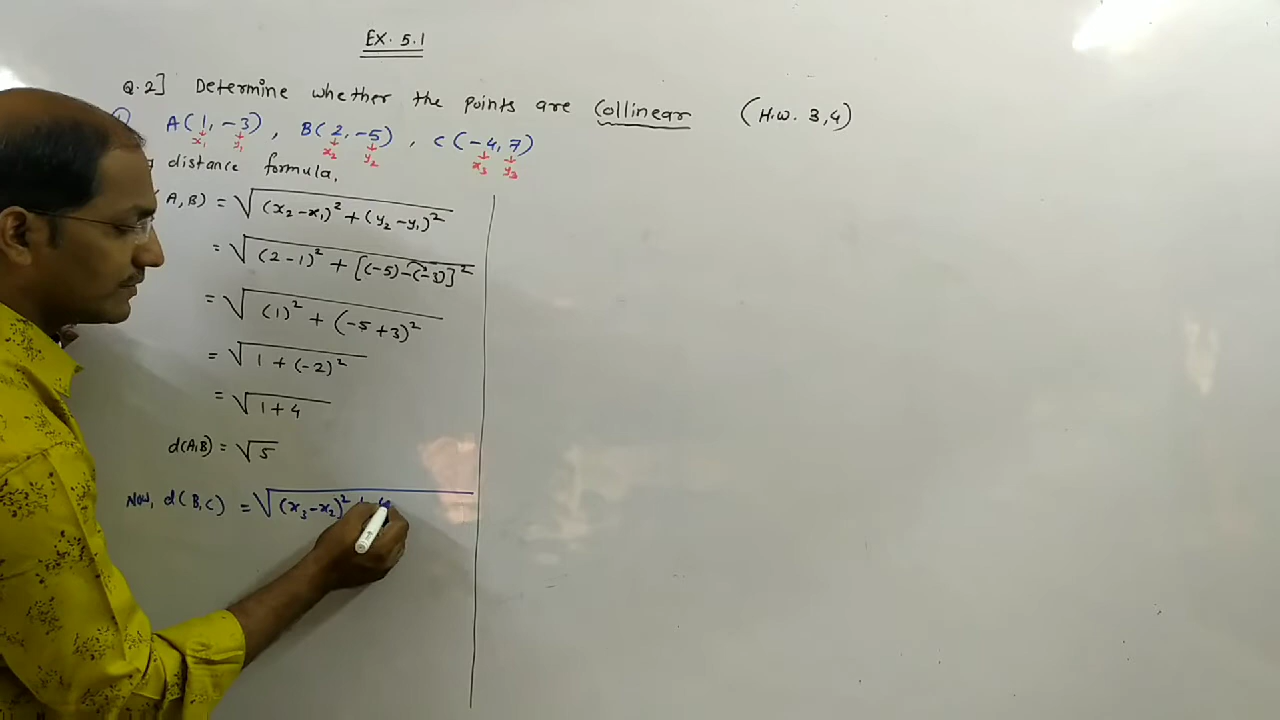 EX. 5.1
Q.2] Determine whether the points are Collinear (H.W. 3,4)
A(1, -3), B(2, -5), C(-4, 7)
x₁ y₁ x₂ y₂ x₃ y₃
distance formula,
A, B) = √(x₂-x₁)² + (y₂-y₁)²
= √(2-1)² + [(-5)-(-3)]²
= √(1)² + (-5+3)²
= √1 + (-2)²
= √1+4
d(A,B) = √5
Now, d(B,C) = √(x₃-x₂)² +